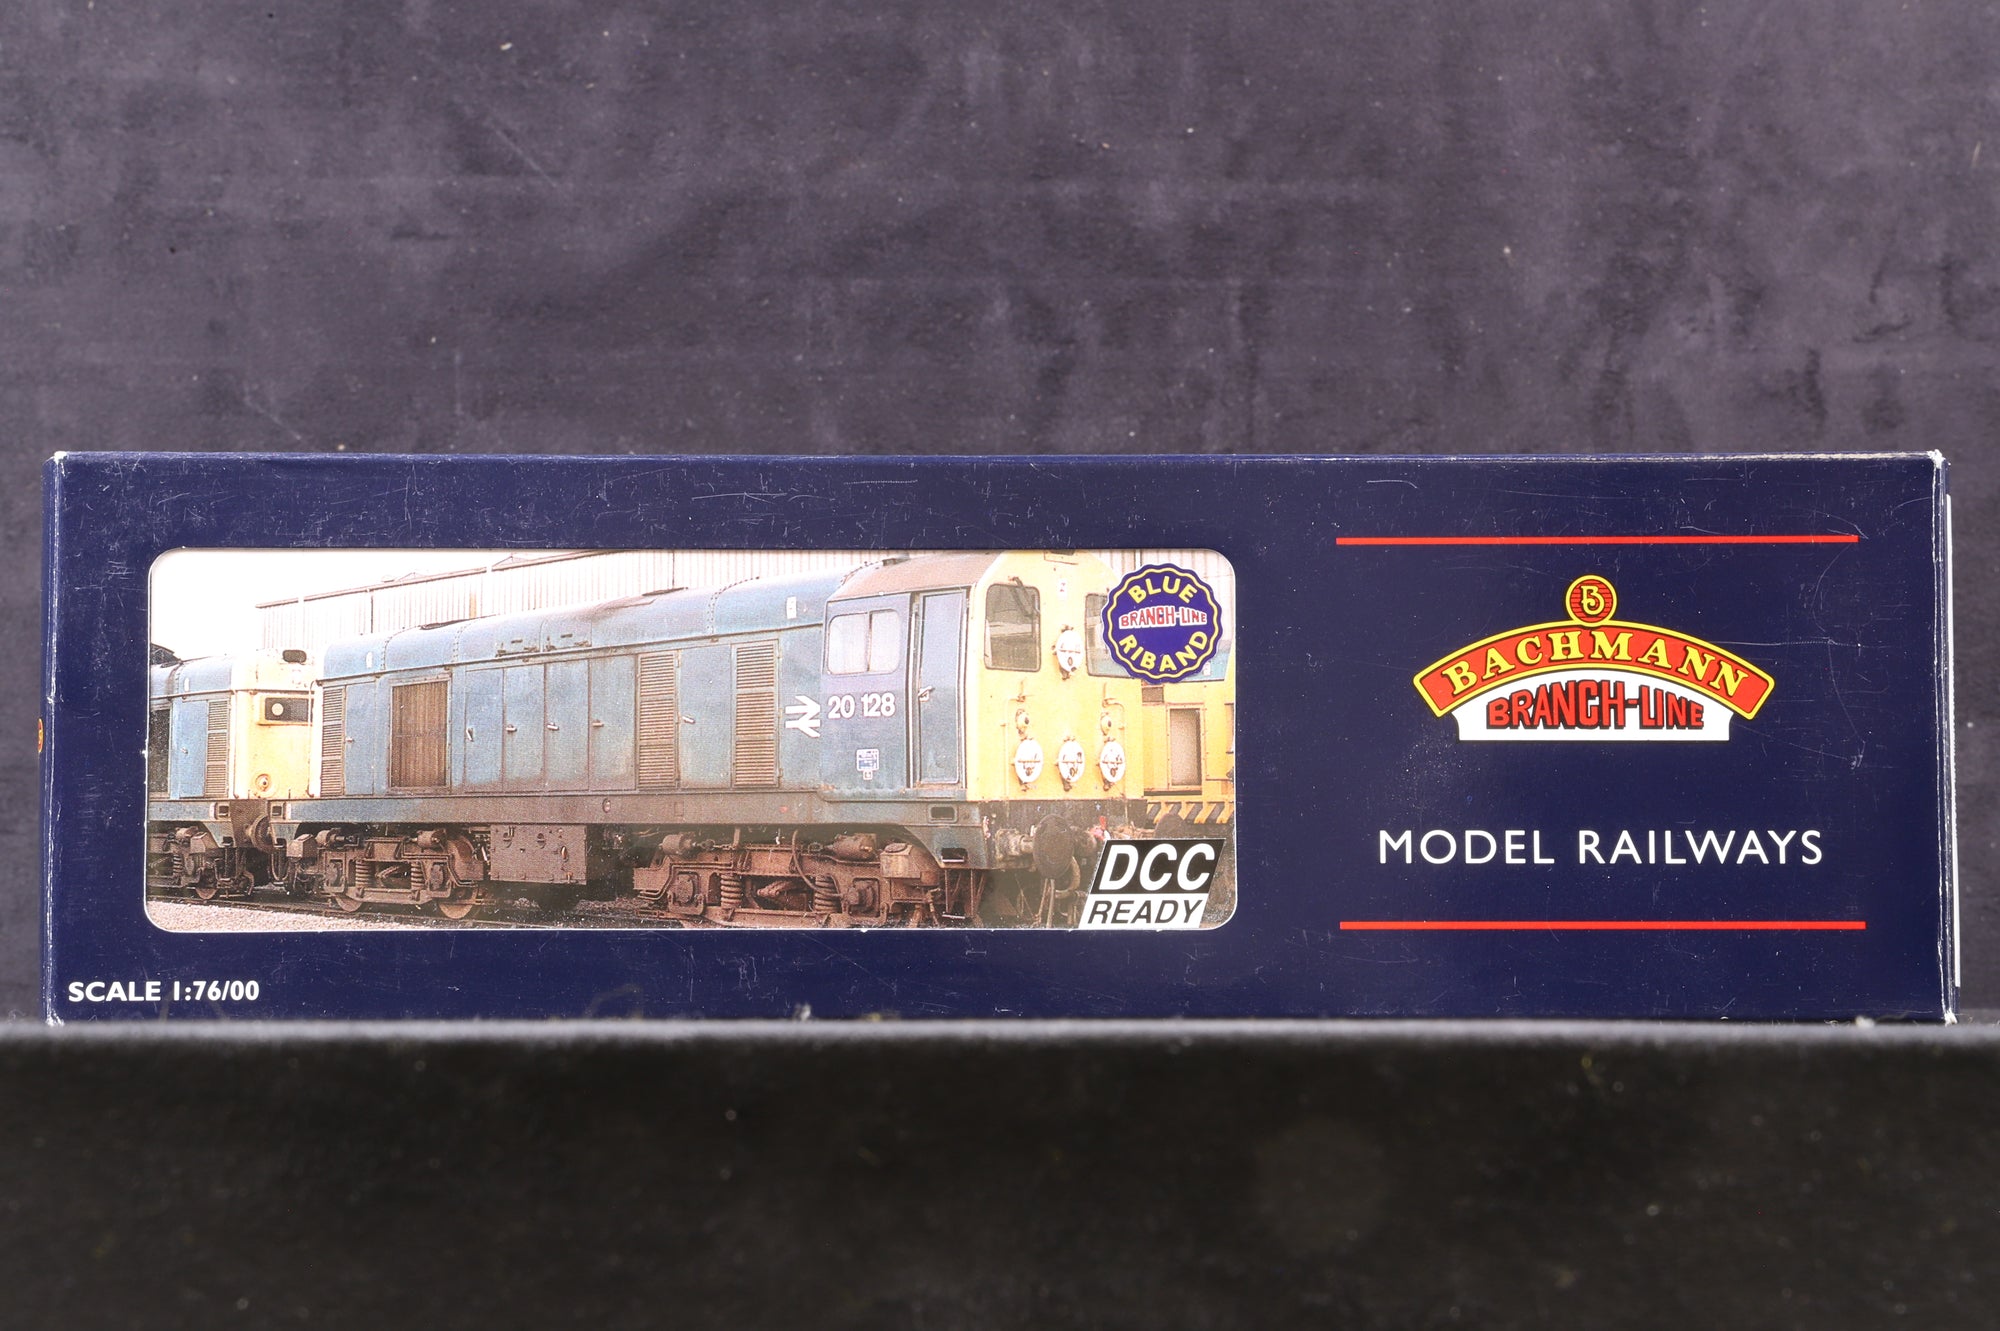 BLUE
BRANCH-LINE
RIBAND
20 128
DCC
READY
SCALE 1:76/00
B
BACHMANN
BRANCH-LINE
MODEL RAILWAYS